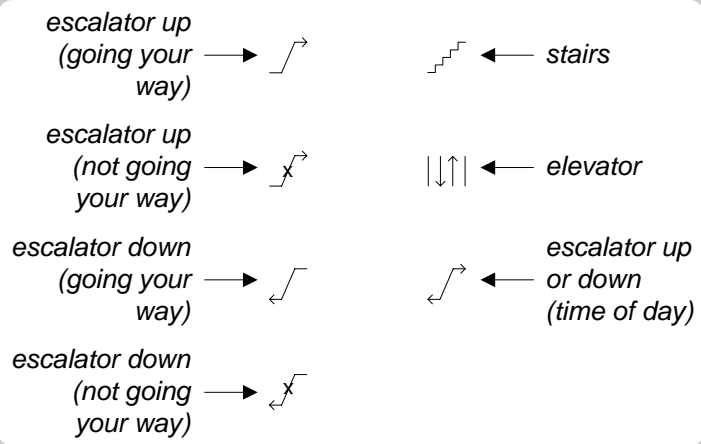 escalator up
(going your
way)
stairs
escalator up
(not going
your way)
x
elevator
escalator down
(going your
way)
escalator up
or down
(time of day)
escalator down
(not going
your way)
x